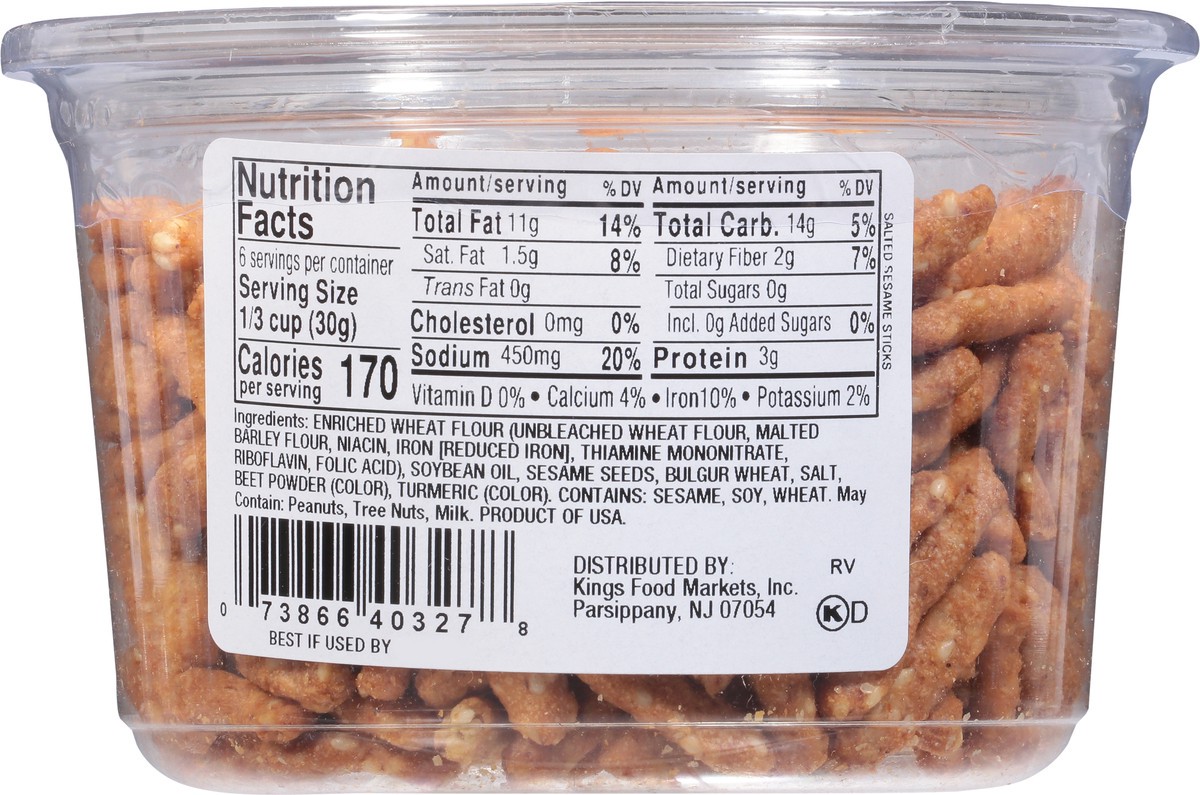 Nutrition
Facts
6 servings per container
Serving Size
1/3 cup (30g)
Calories
per serving 170
Amount/serving % DV Amount/serving % DV
Total Fat 11g 14% Total Carb. 14g 5%
Sat. Fat 1.5g 8% Dietary Fiber 2g 7%
Trans Fat 0g Total Sugars 0g
Cholesterol 0mg 0% Incl. 0g Added Sugars 0%
Sodium 450mg 20% Protein 3g
Vitamin D 0% • Calcium 4% • Iron10% • Potassium 2%
SALTED SESAME STICKS
Ingredients: ENRICHED WHEAT FLOUR (UNBLEACHED WHEAT FLOUR, MALTED
BARLEY FLOUR, NIACIN, IRON [REDUCED IRON], THIAMINE MONONITRATE,
RIBOFLAVIN, FOLIC ACID), SOYBEAN OIL, SESAME SEEDS, BULGUR WHEAT, SALT,
BEET POWDER (COLOR), TURMERIC (COLOR). CONTAINS: SESAME, SOY, WHEAT. May
Contain: Peanuts, Tree Nuts, Milk. PRODUCT OF USA.
0 73866 40327 8
BEST IF USED BY
DISTRIBUTED BY:
Kings Food Markets, Inc.
Parsippany, NJ 07054
RV
K D